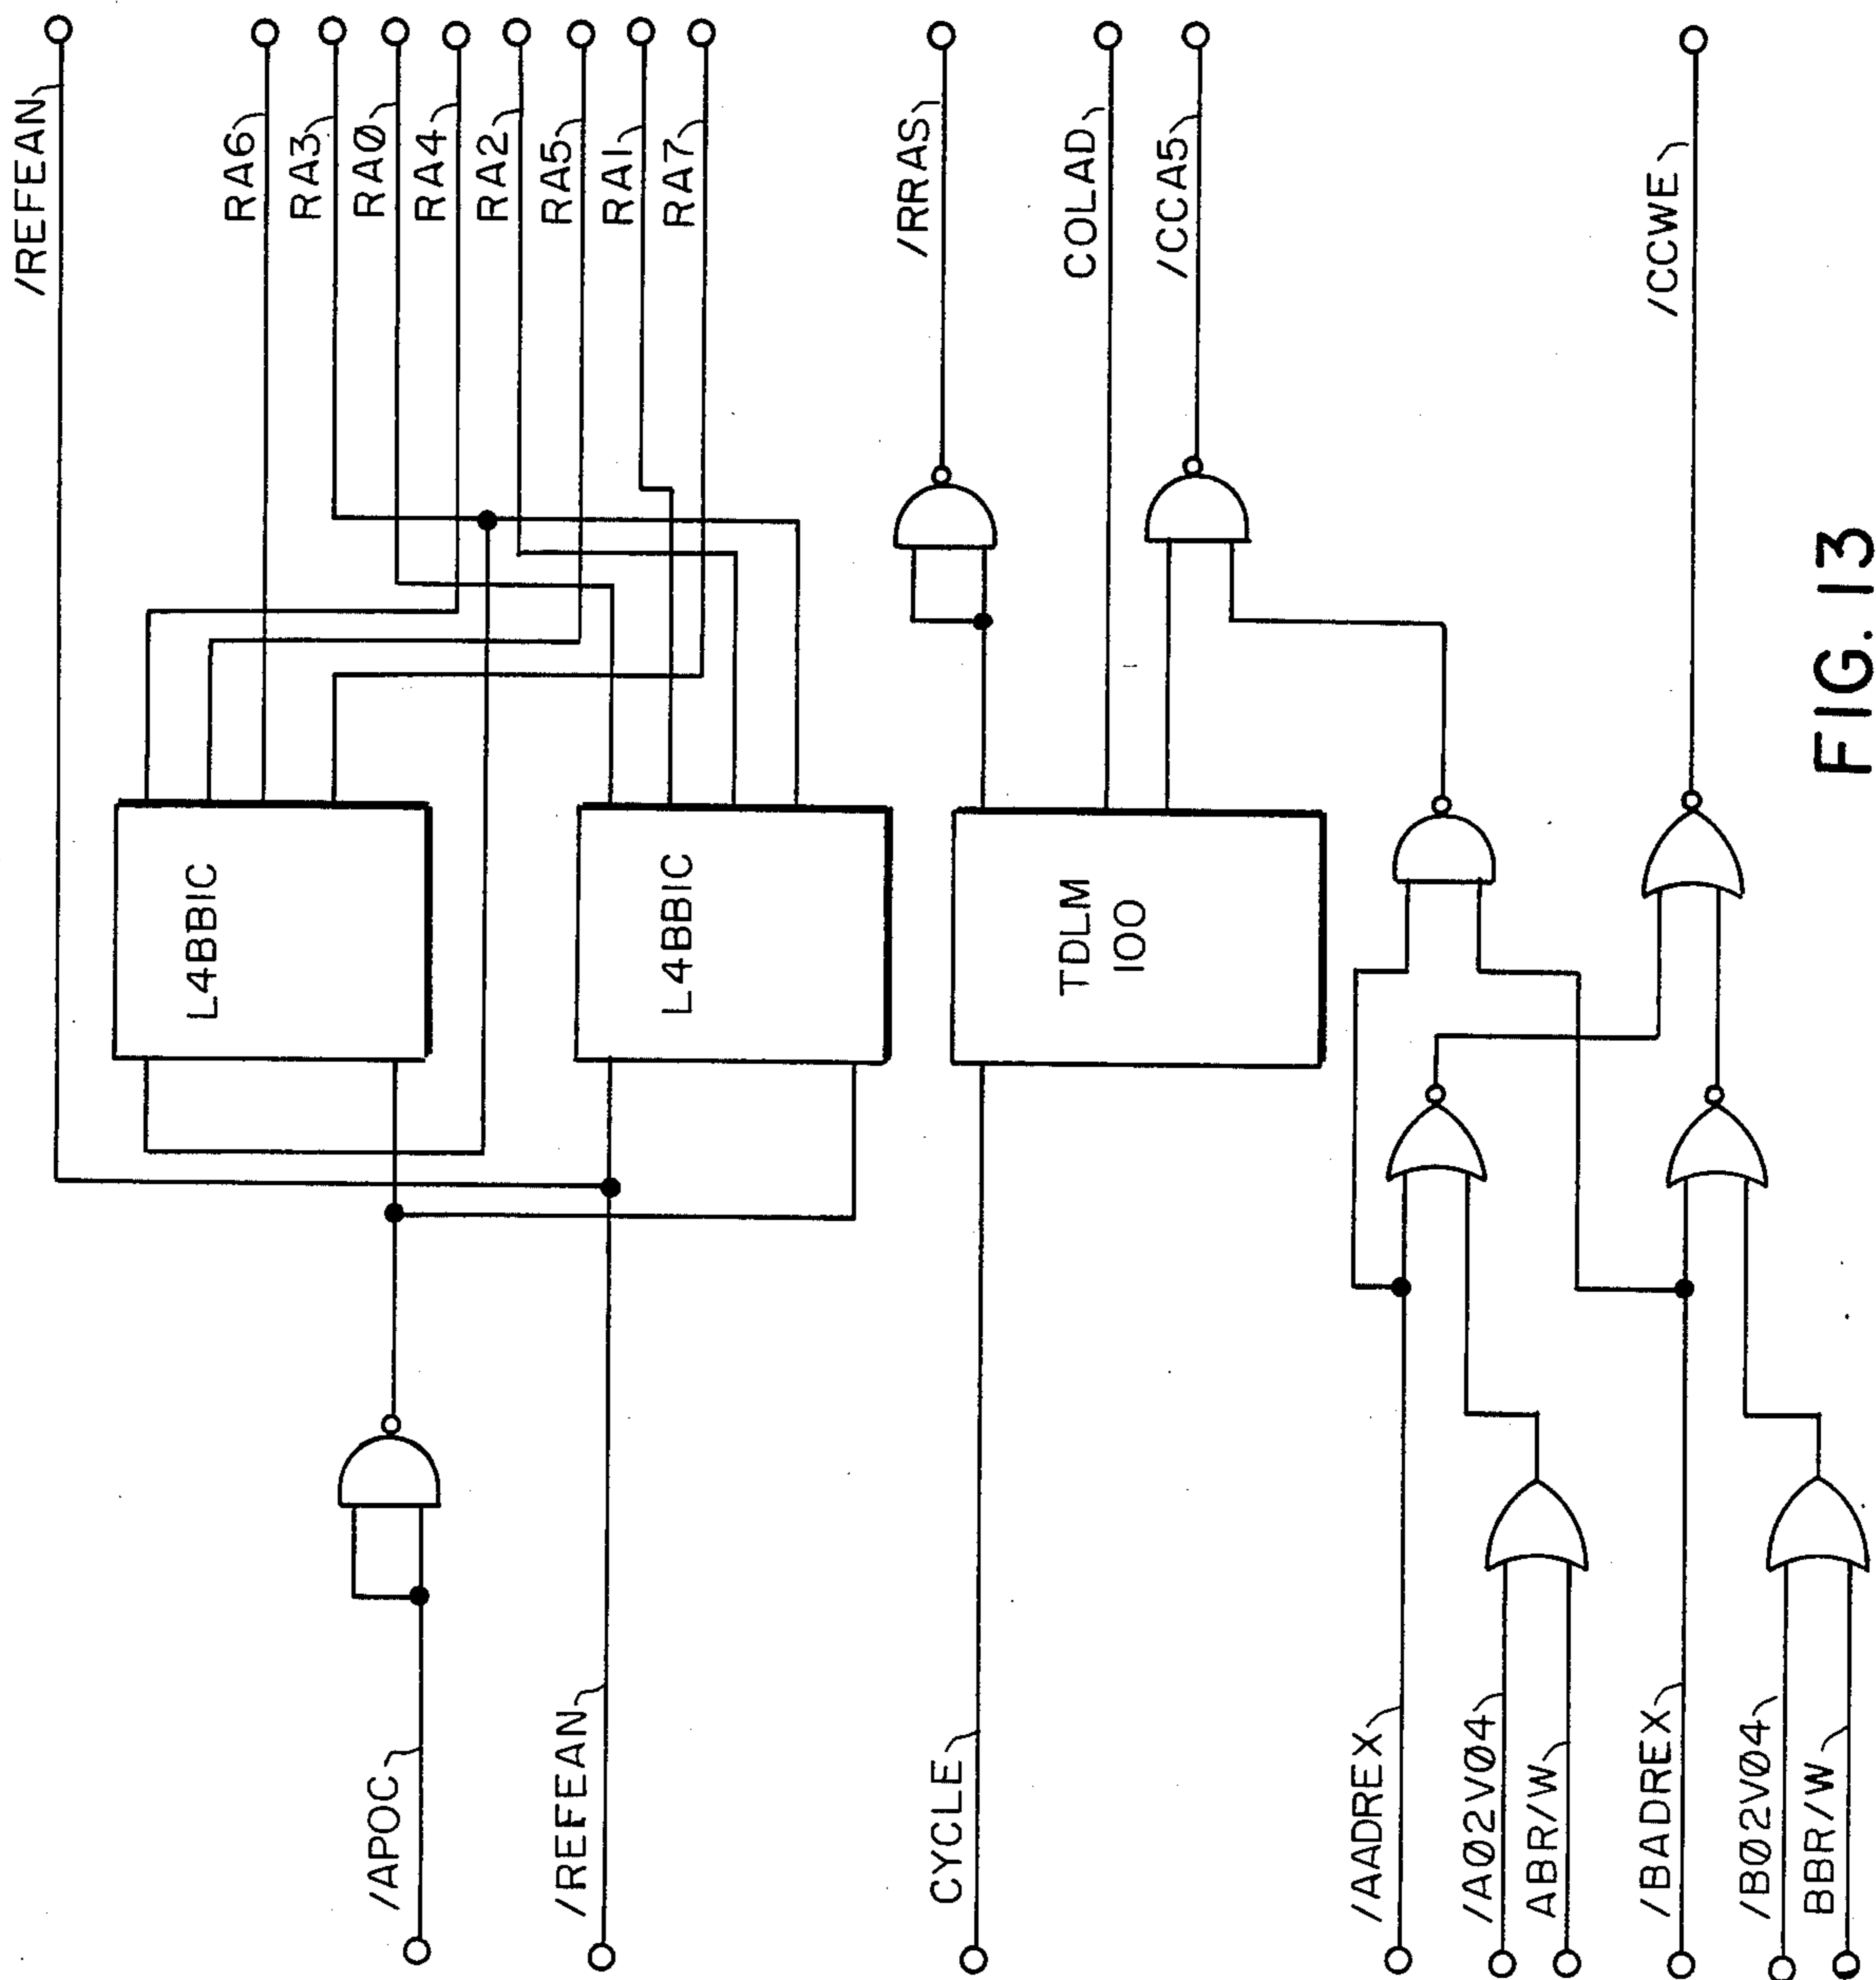 /REFEAN
RA6
RA3
RAØ
RA4
RA2
RA5
RA1
RA7
/RRAS
COLAD
/CCA5
/CCWE
L4BBIC
L4BBIC
TDLM
100
/APOC
/REFEAN
CYCLE
/AADREX
/AØ2VØ4
ABR/W
/BADREX
/BØ2VØ4
BBR/W
FIG. 13